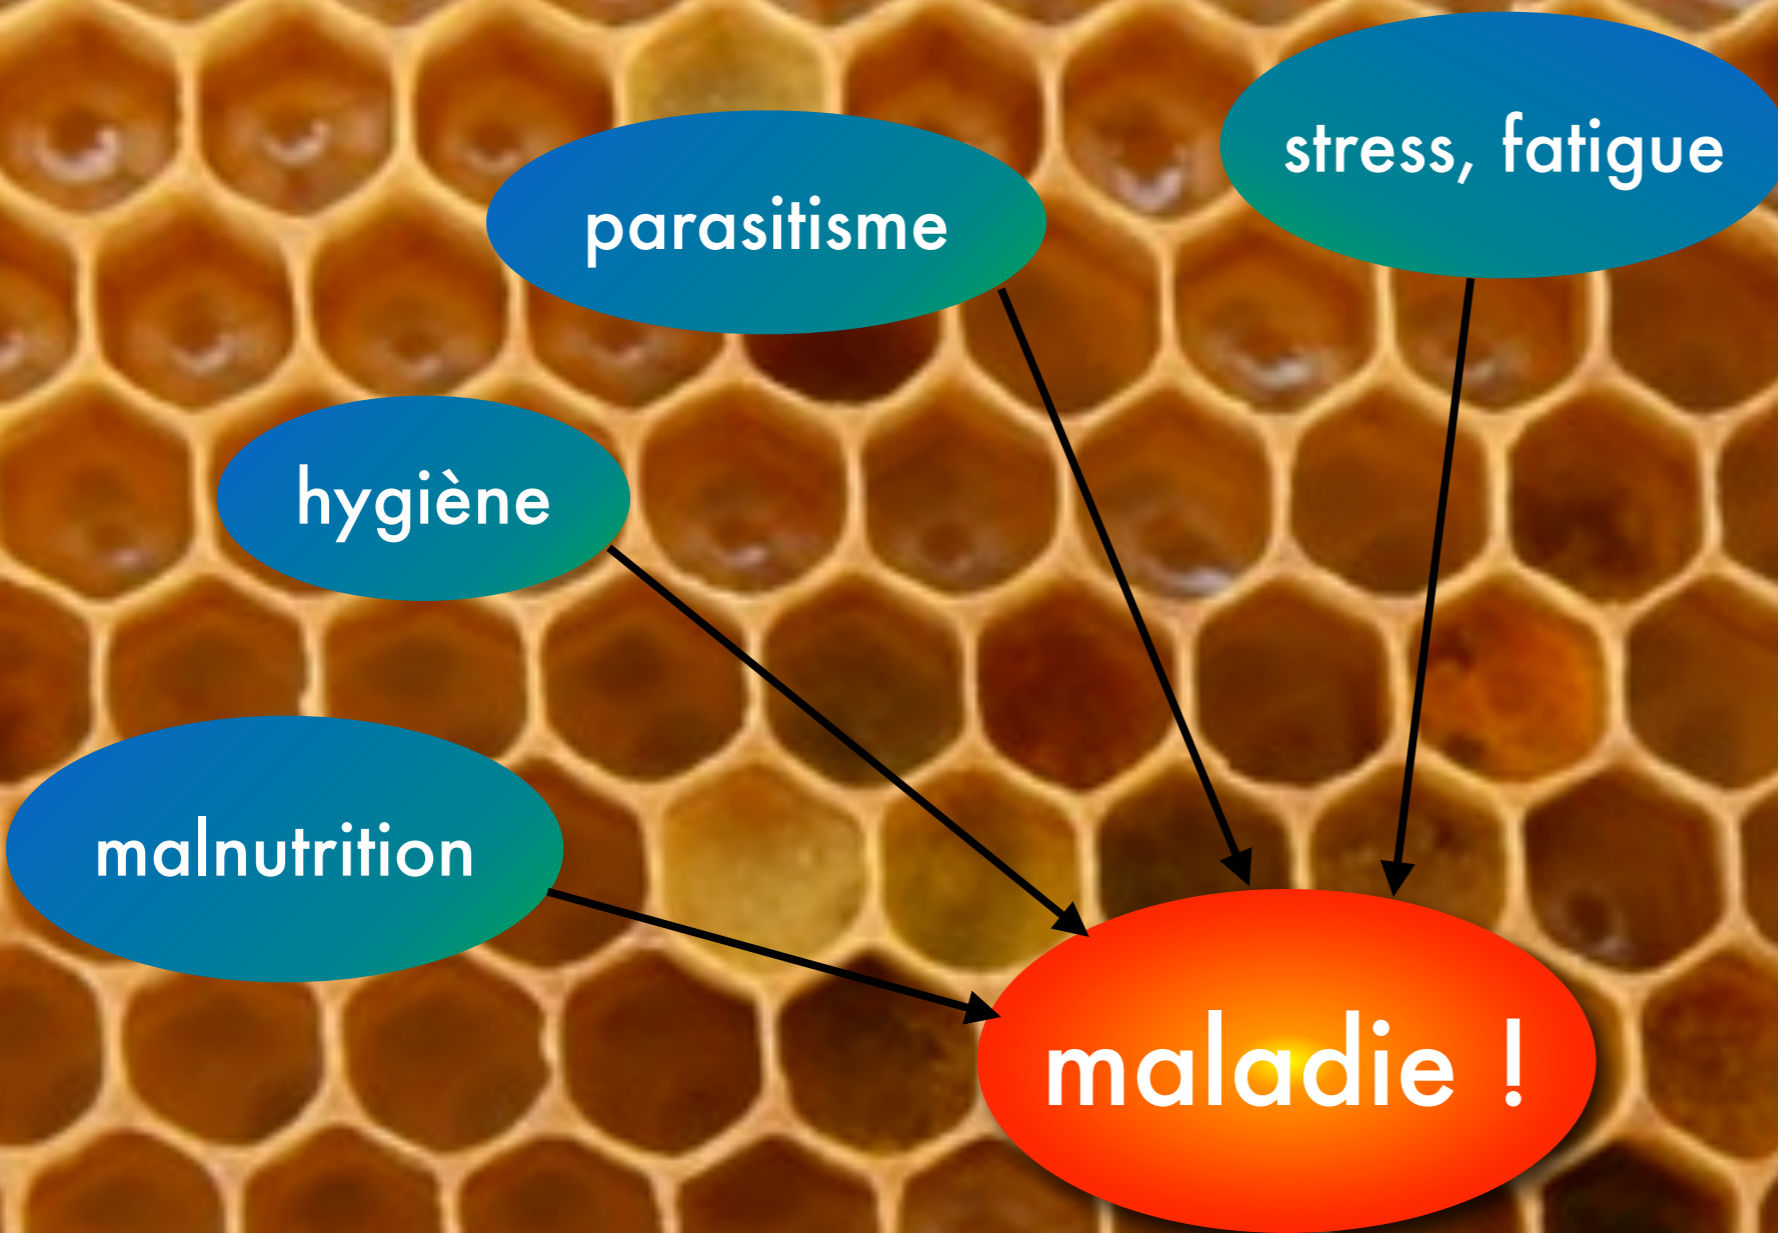 stress, fatigue
parasitisme
hygiène
malnutrition
maladie !